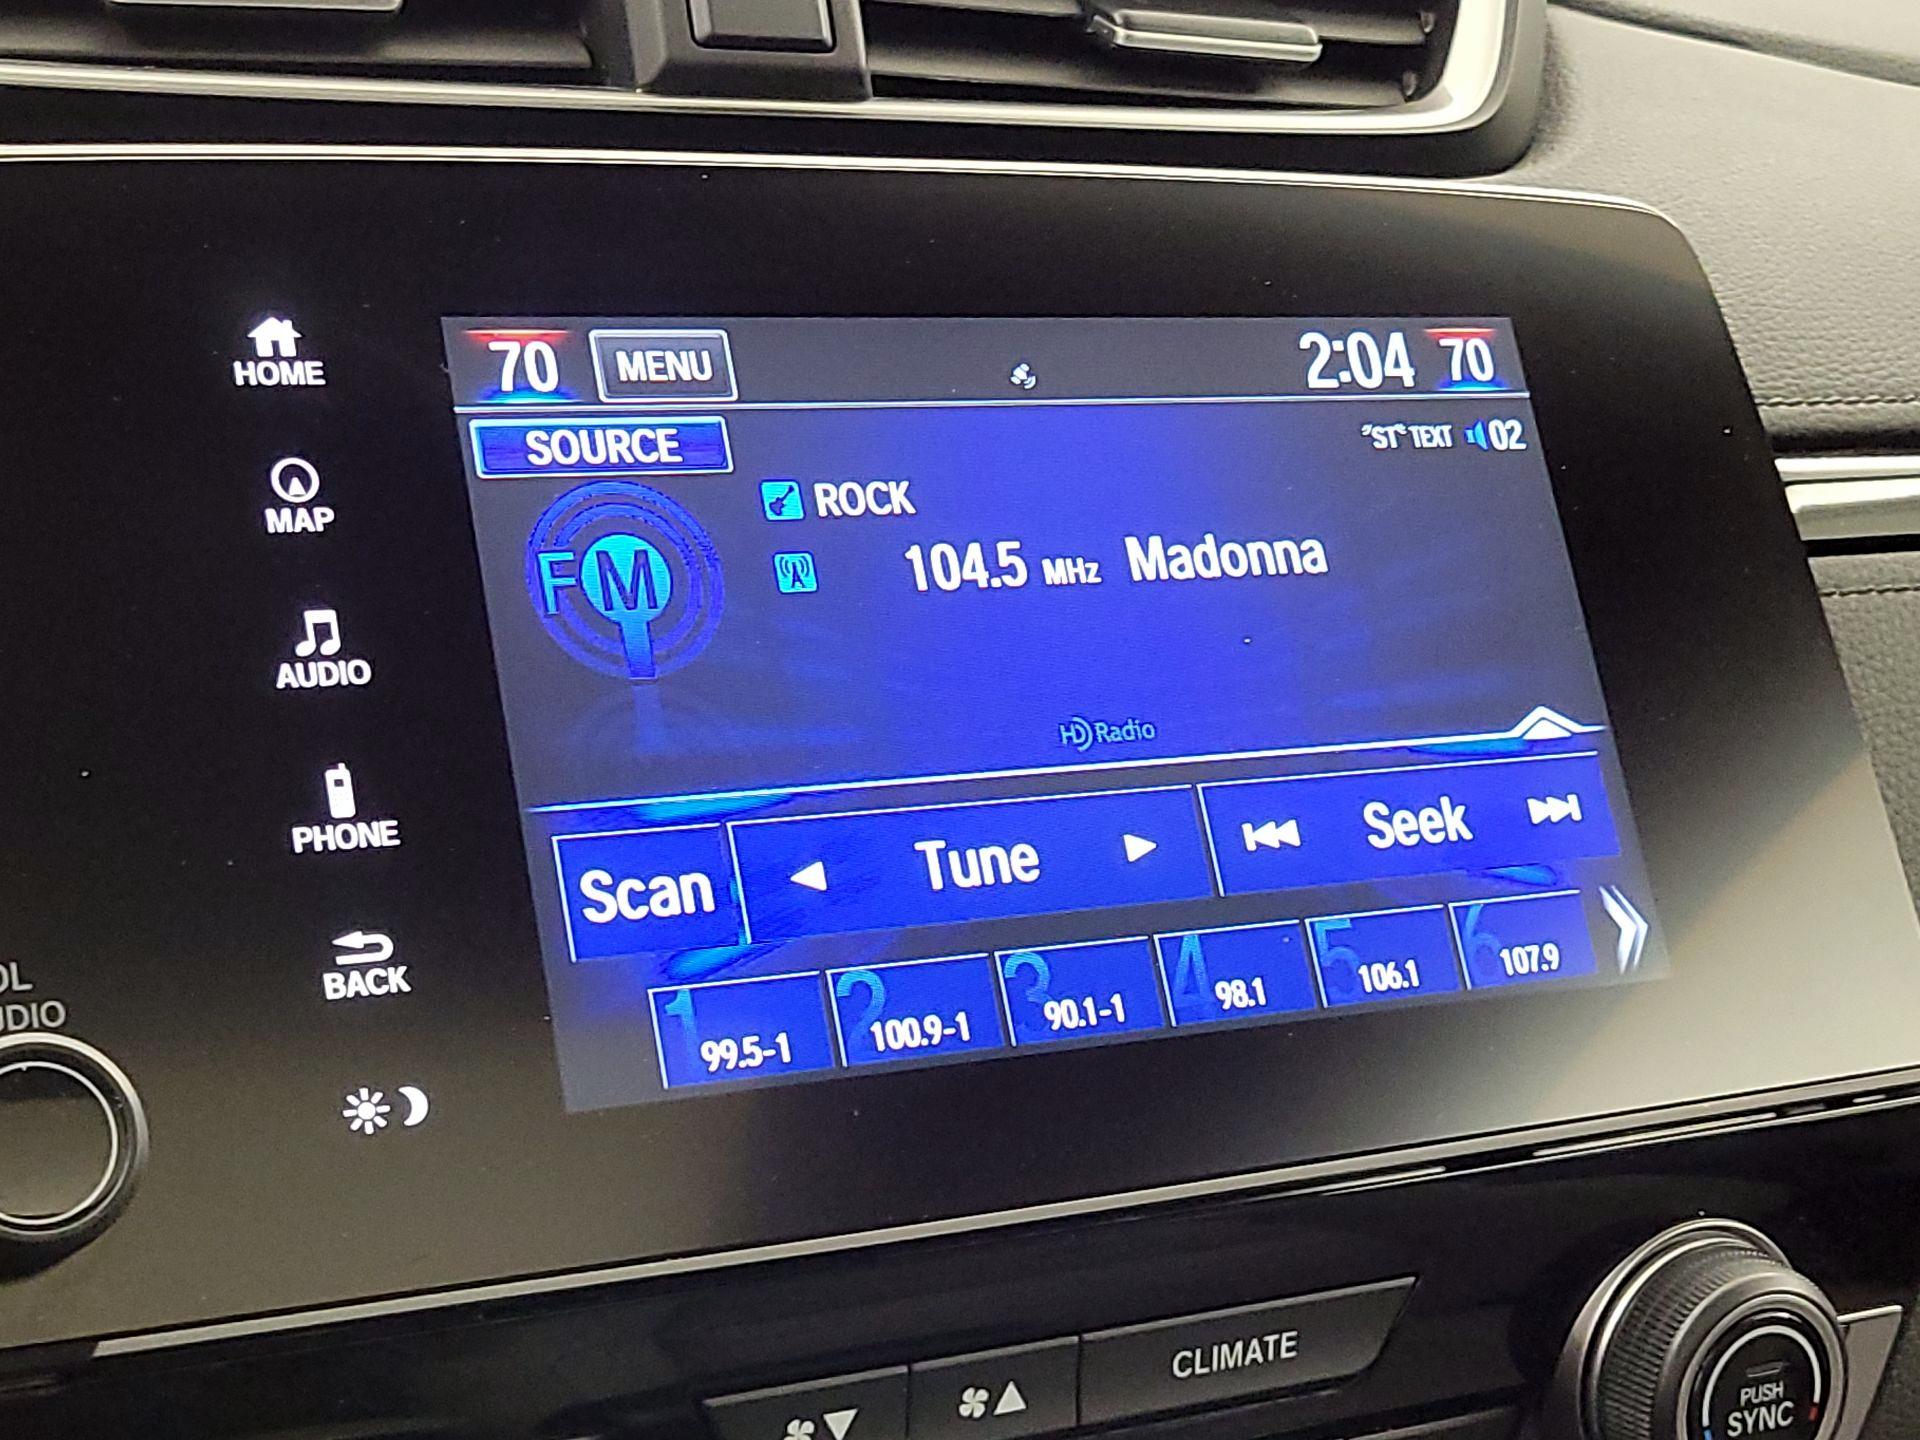 HOME
MAP
AUDIO
PHONE
BACK
70 MENU 2:04 70
SOURCE
"ST" TEXT 02
FM
ROCK
104.5 MHz Madonna
HD Radio
Scan Tune Seek
1 99.5-1
2 100.9-1
3 90.1-1
4 98.1
5 106.1
6 107.9
OL
UDIO
CLIMATE
PUSH
SYNC